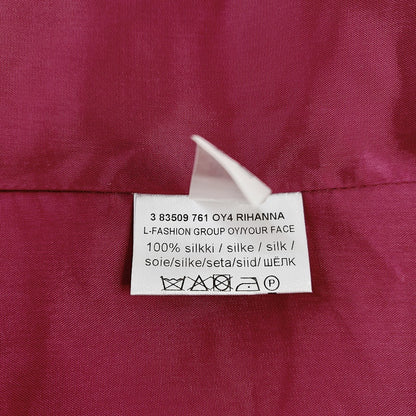 3 83509 761 OY4 RIHANNA
L-FASHION GROUP OY/YOUR FACE
100% silkki / silke / silk /
soie/silke/seta/siid/ ШЁЛК
P